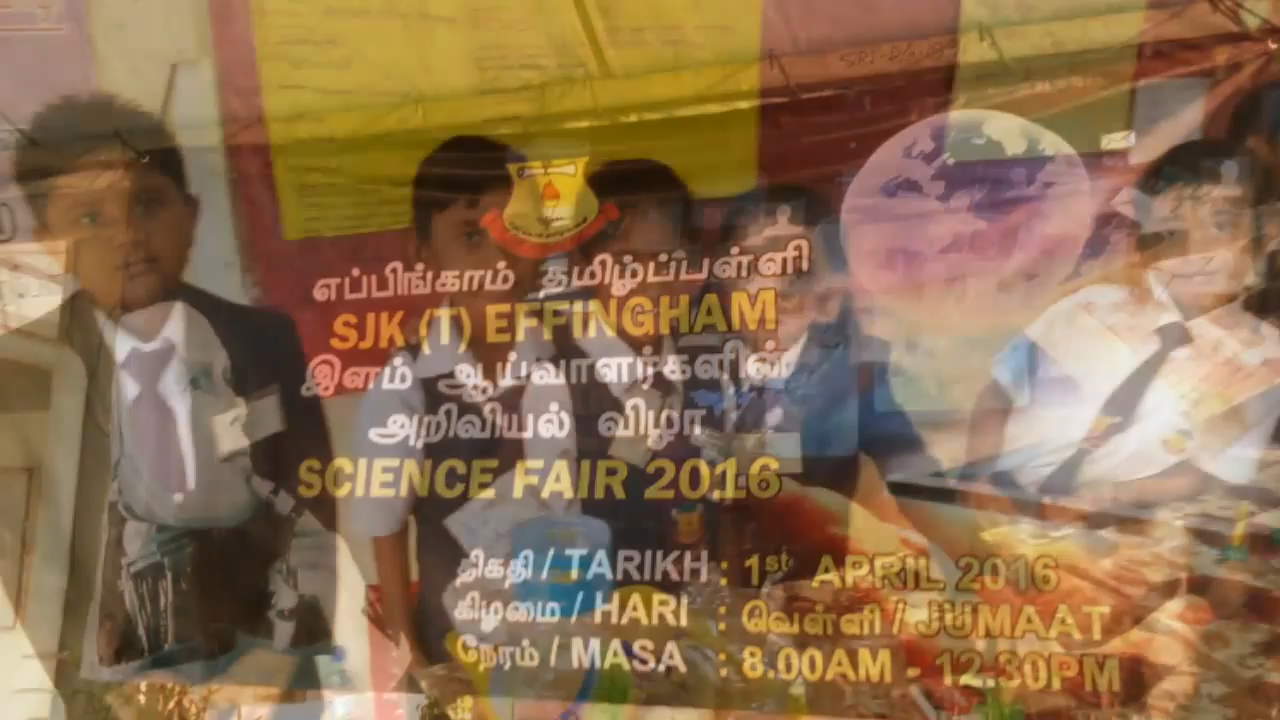 எப்பிங்காம் தமிழ்ப்பள்ளி
SJK (T) EFFINGHAM
இளம் ஆய்வாளர்களின்
அறிவியல் விழா
SCIENCE FAIR 2016
திகதி / TARIKH : 1st APRIL 2016
கிழமை / HARI : வெள்ளி / JUMAAT
நேரம் / MASA : 8.00AM - 12.30PM